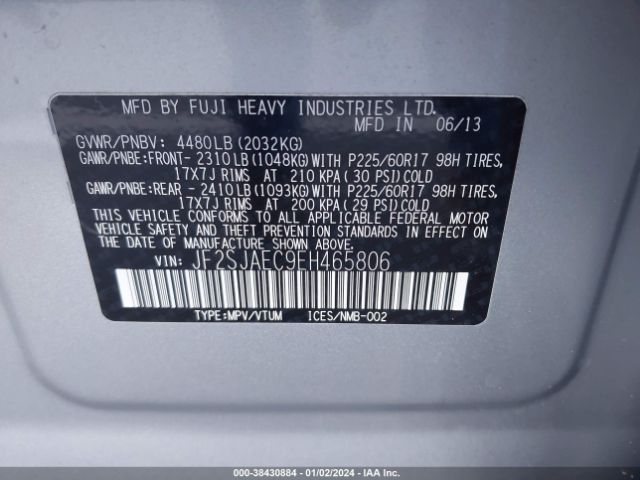 MFD BY FUJI HEAVY INDUSTRIES LTD.
MFD IN 06/13
GVWR/PNBV: 4480LB(2032KG)
GAWR/PNBE:FRONT- 2310LB(1048KG)WITH P225/60R17 98H TIRES,
17X7J RIMS AT 210 KPA(30 PSI)COLD
GAWR/PNBE:REAR - 2410LB(1093KG)WITH P225/60R17 98H TIRES,
17X7J RIMS AT 200 KPA(29 PSI)COLD
THIS VEHICLE CONFORMS TO ALL APPLICABLE FEDERAL MOTOR
VEHICLE SAFETY AND THEFT PREVENTION STANDARDS IN EFFECT
ON THE DATE OF MANUFACTURE SHOWN ABOVE.
VIN: JF2SJAEC9EH465806
TYPE:MPV/VTUM ICES/NMB-002
000-38430884 - 01/02/2024 - IAA Inc.